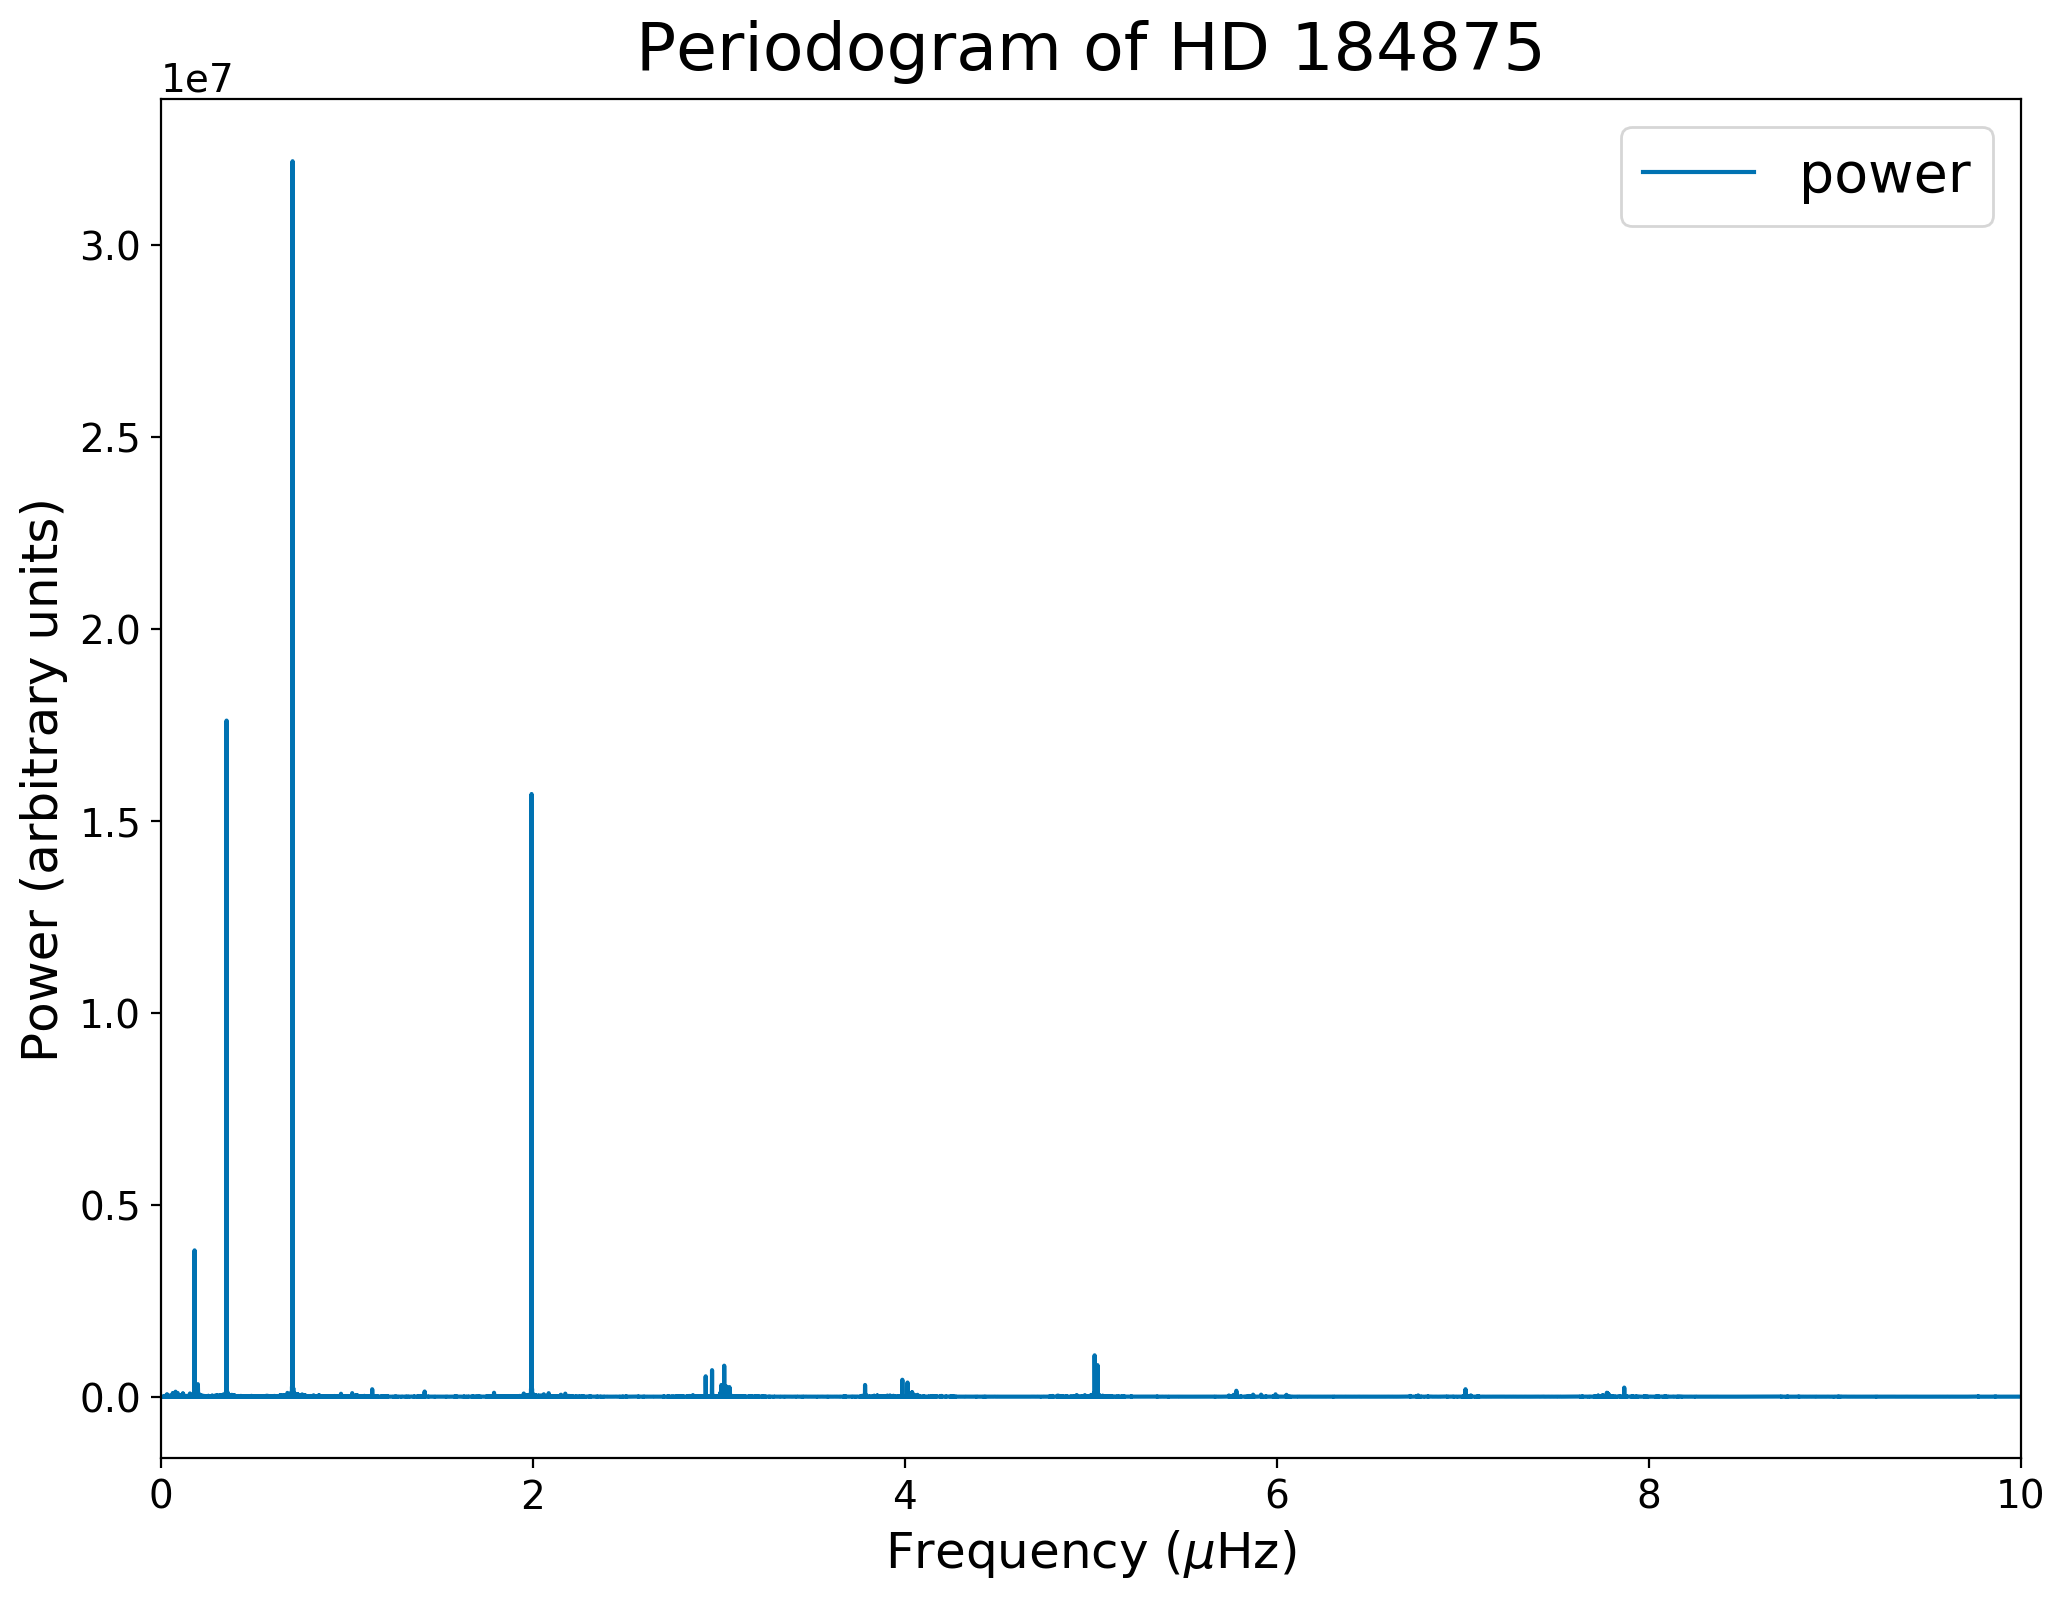 Periodogram of HD 184875
1e7
power
3.0
2.5
2.0
1.5
1.0
0.5
0.0
Power (arbitrary units)
0 2 4 6 8 10
Frequency (μHz)